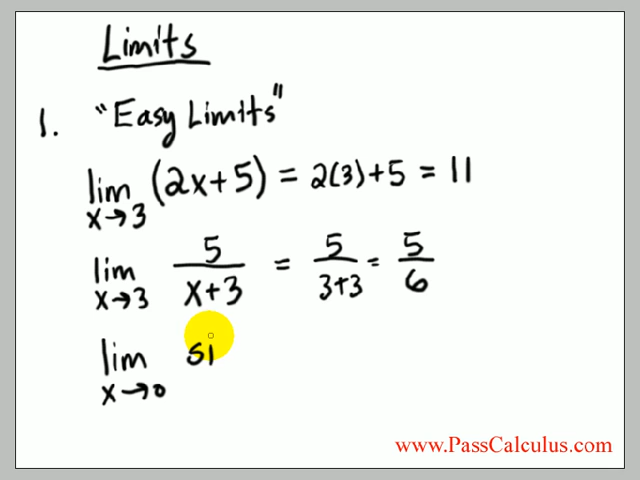 Limits
1. "Easy Limits"
lim x→3 (2x+5) = 2(3)+5 = 11
lim x→3 5/(x+3) = 5/(3+3) = 5/6
lim x→0 si
www.PassCalculus.com